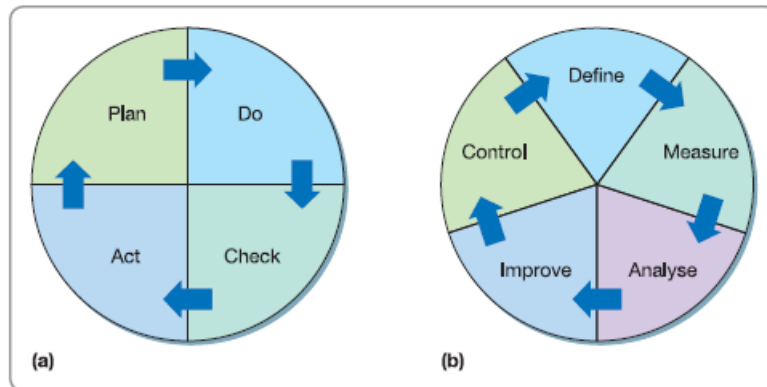 Plan
Do
Act
Check
(a)
Define
Control
Measure
Improve
Analyse
(b)